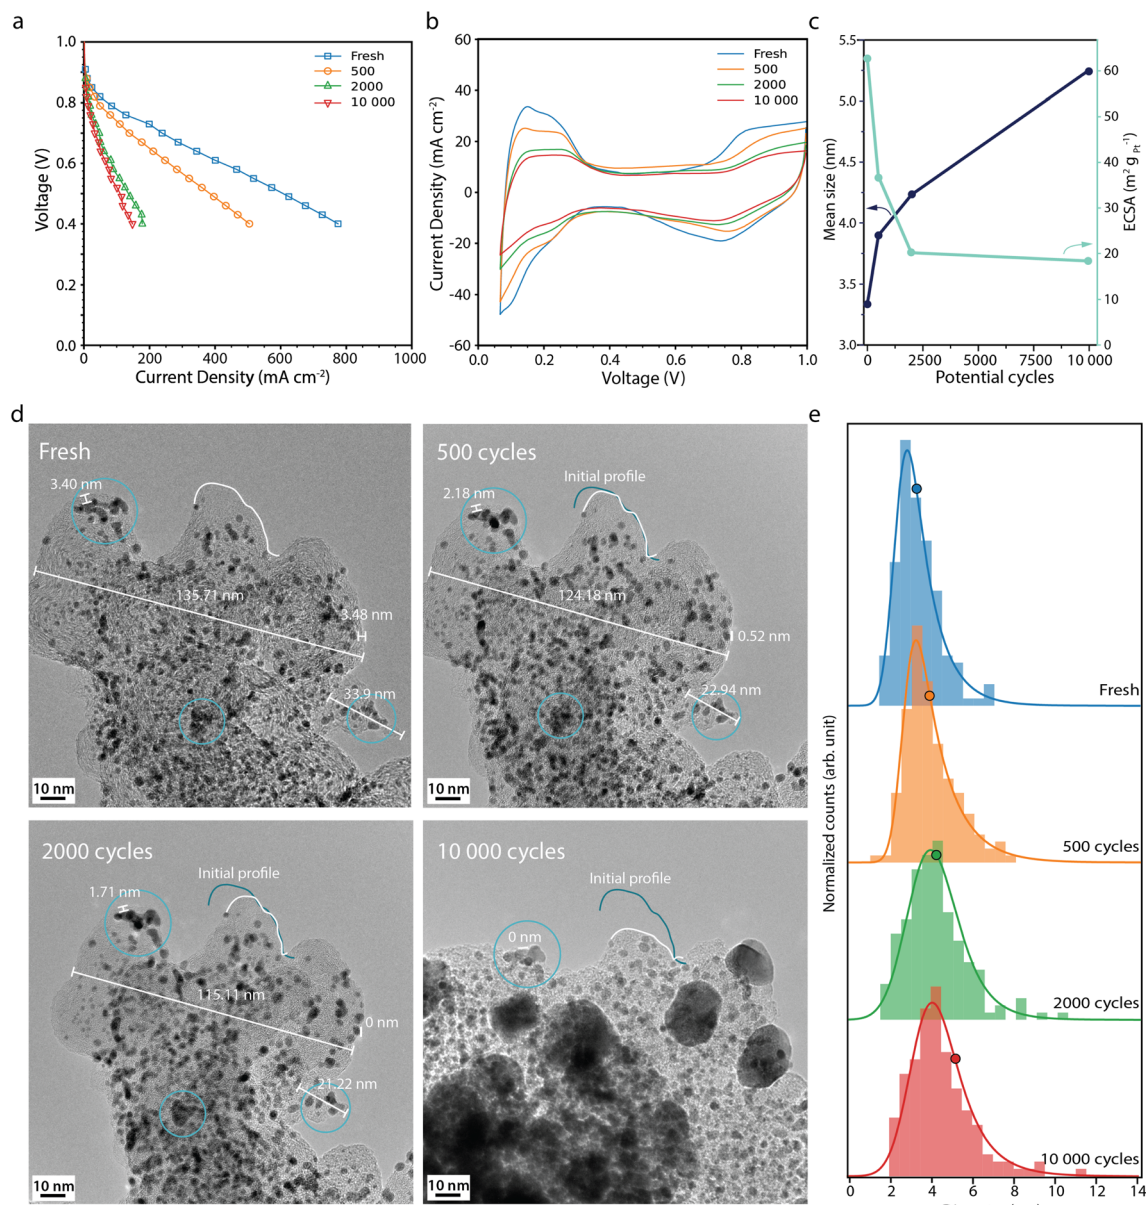 a
1.0
0.8
0.6
0.4
0.2
0.0
Voltage (V)
Fresh
500
2000
10 000
0
200
400
600
800
1000
Current Density (mA cm⁻²)
b
60
40
20
0
-20
-40
-60
Current Density (mA cm⁻²)
Fresh
500
2000
10 000
0.0
0.2
0.4
0.6
0.8
1.0
Voltage (V)
c
5.5
5.0
4.5
4.0
3.5
3.0
Mean size (nm)
60
50
40
30
20
10
0
ECSA (m² g Pt⁻¹)
0
2500
5000
7500
10 000
Potential cycles
d
Fresh
3.40 nm
135.71 nm
3.48 nm
33.9 nm
10 nm
500 cycles
Initial profile
2.18 nm
124.18 nm
0.52 nm
22.94 nm
10 nm
2000 cycles
Initial profile
1.71 nm
115.11 nm
0 nm
21.22 nm
10 nm
10 000 cycles
Initial profile
0 nm
10 nm
e
Normalized counts (arb. unit)
Fresh
500 cycles
2000 cycles
10 000 cycles
0
2
4
6
8
10
12
14